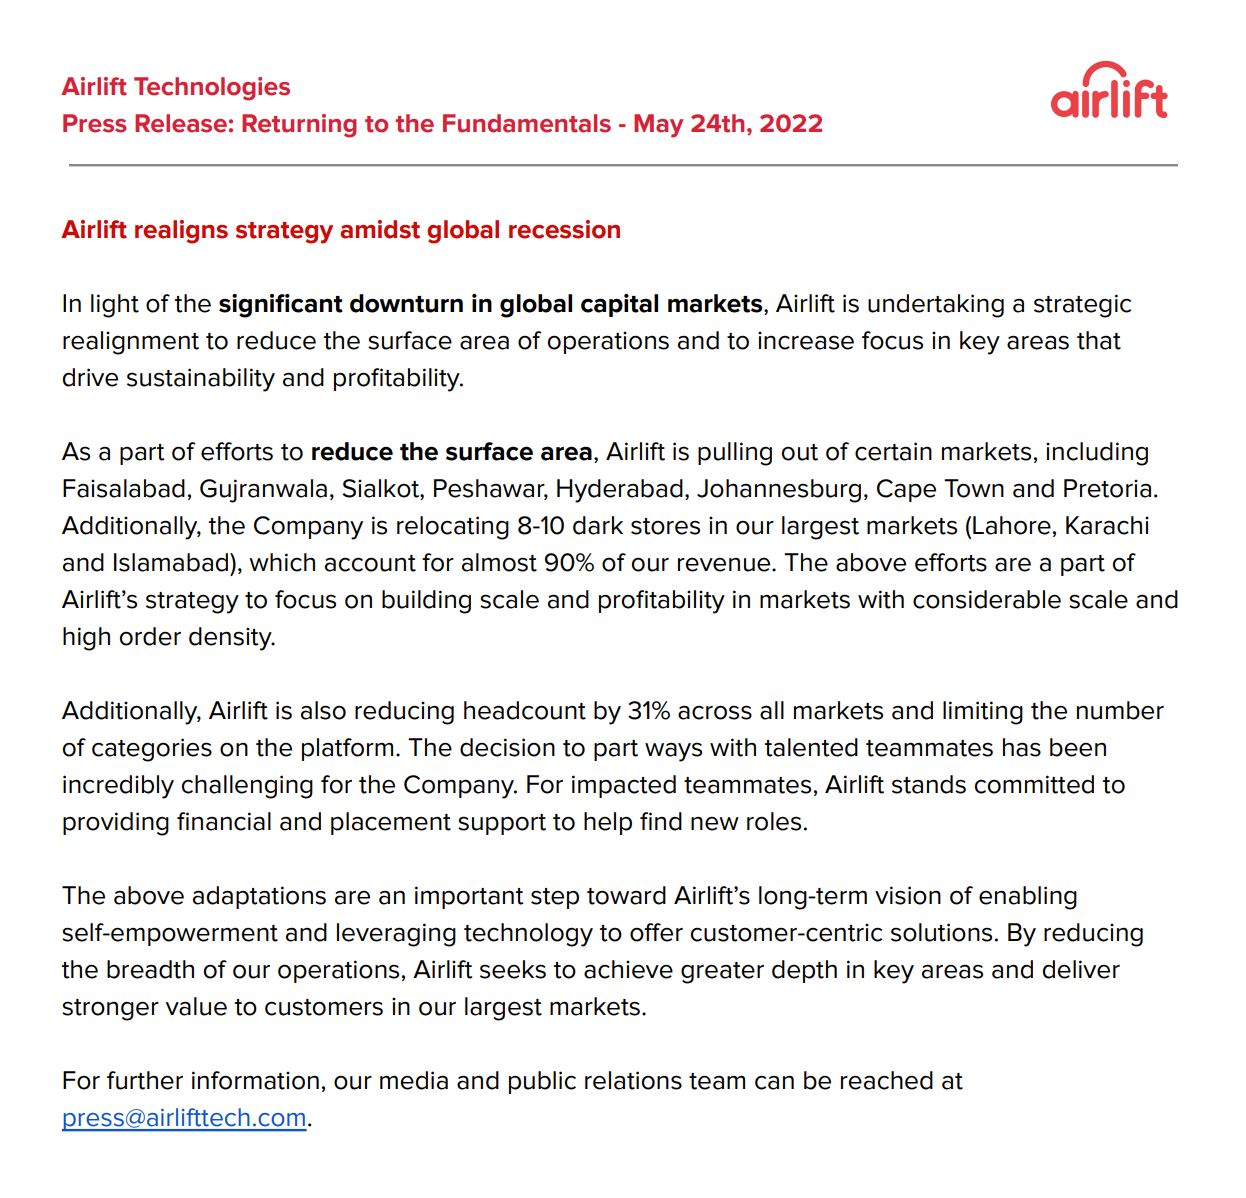 Airlift Technologies
Press Release: Returning to the Fundamentals - May 24th, 2022
airlift
Airlift realigns strategy amidst global recession
In light of the significant downturn in global capital markets, Airlift is undertaking a strategic
realignment to reduce the surface area of operations and to increase focus in key areas that
drive sustainability and profitability.
As a part of efforts to reduce the surface area, Airlift is pulling out of certain markets, including
Faisalabad, Gujranwala, Sialkot, Peshawar, Hyderabad, Johannesburg, Cape Town and Pretoria.
Additionally, the Company is relocating 8-10 dark stores in our largest markets (Lahore, Karachi
and Islamabad), which account for almost 90% of our revenue. The above efforts are a part of
Airlift’s strategy to focus on building scale and profitability in markets with considerable scale and
high order density.
Additionally, Airlift is also reducing headcount by 31% across all markets and limiting the number
of categories on the platform. The decision to part ways with talented teammates has been
incredibly challenging for the Company. For impacted teammates, Airlift stands committed to
providing financial and placement support to help find new roles.
The above adaptations are an important step toward Airlift’s long-term vision of enabling
self-empowerment and leveraging technology to offer customer-centric solutions. By reducing
the breadth of our operations, Airlift seeks to achieve greater depth in key areas and deliver
stronger value to customers in our largest markets.
For further information, our media and public relations team can be reached at
press@airlifttech.com.